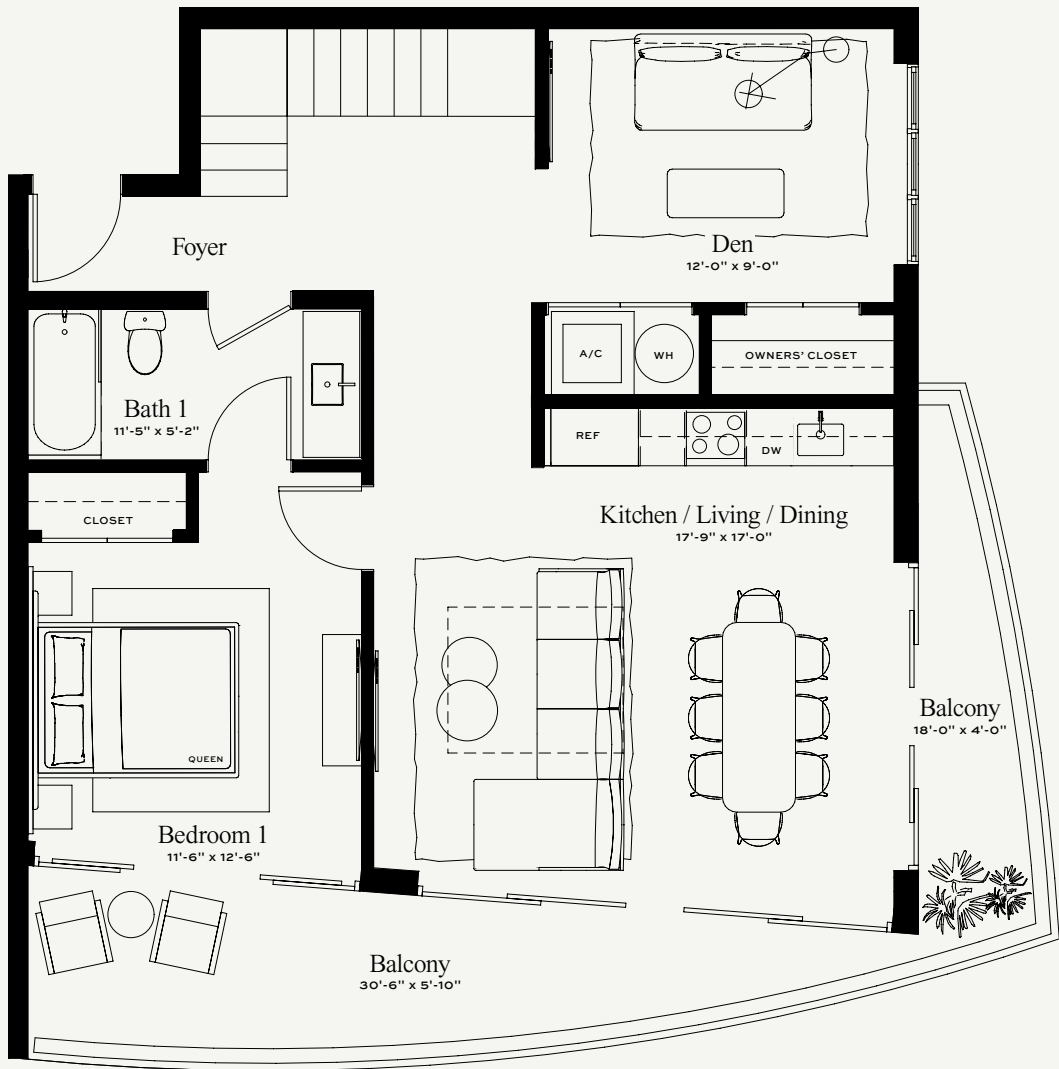 Foyer
Den
12'-0" x 9'-0"
A/C
WH
OWNERS' CLOSET
Bath 1
11'-5" x 5'-2"
REF
DW
CLOSET
Kitchen / Living / Dining
17'-9" x 17'-0"
Balcony
18'-0" x 4'-0"
QUEEN
Bedroom 1
11'-6" x 12'-6"
Balcony
30'-6" x 5'-10"